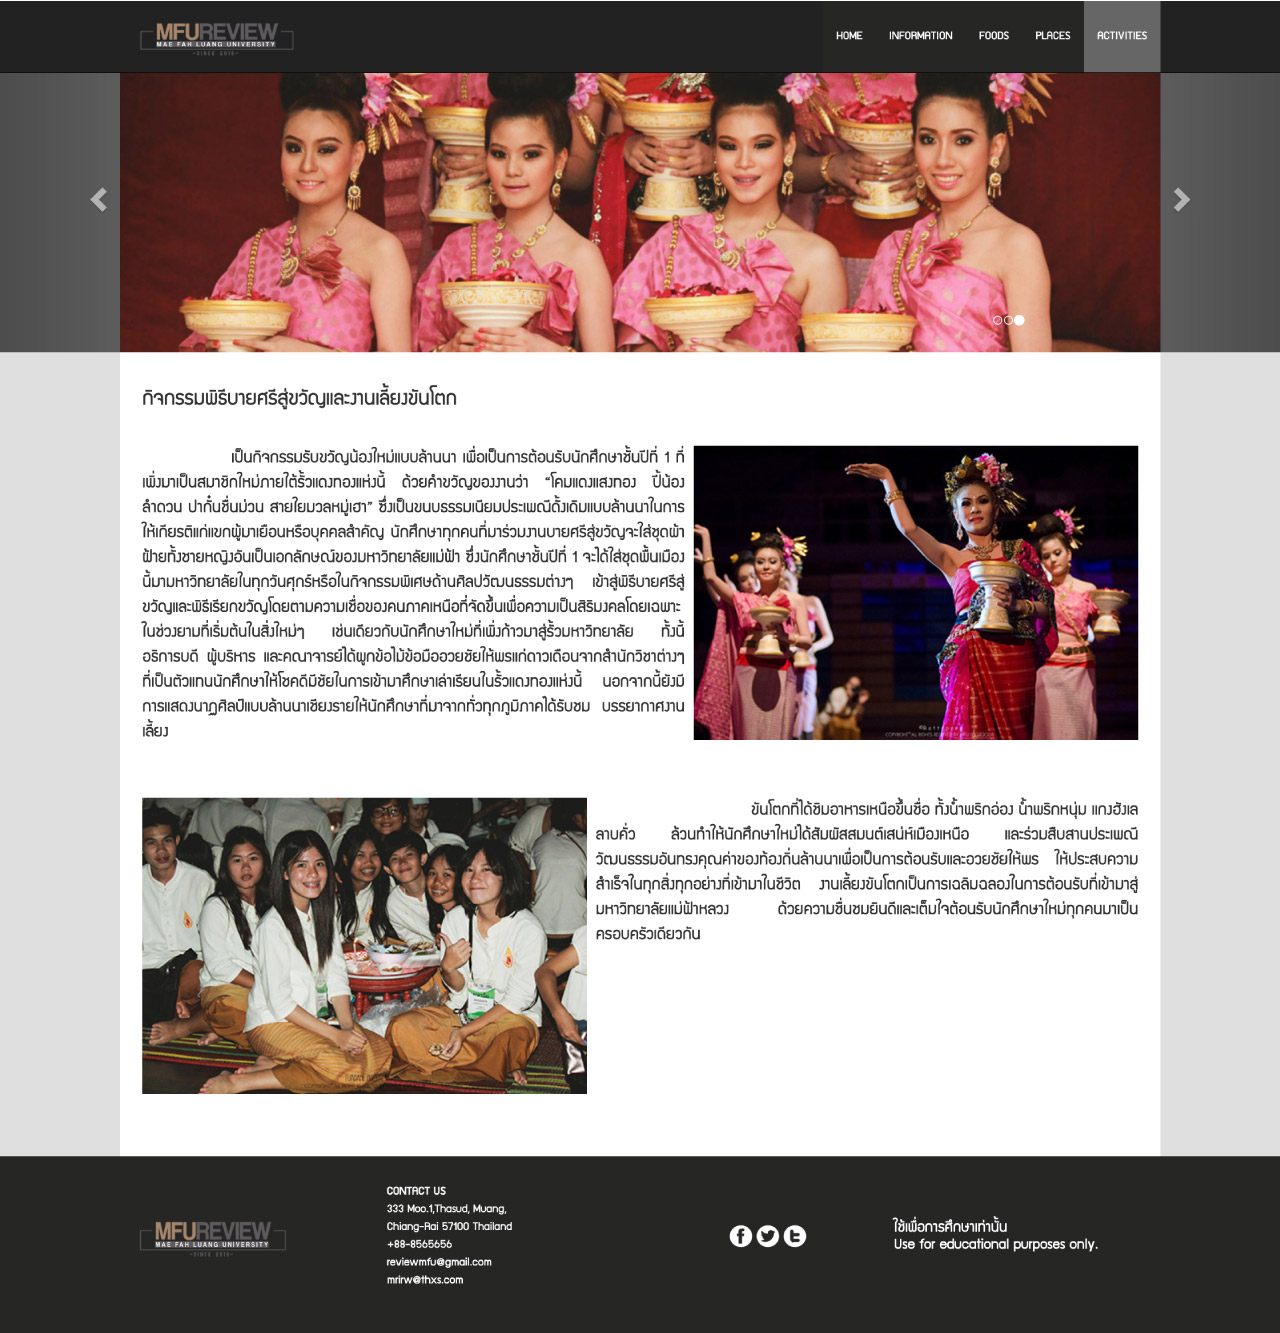 MFUREVIEW
MAE FAH LUANG UNIVERSITY
HOME INFORMATION FOODS PLACES ACTIVITIES
กิจกรรมพิธีบายศรีสู่ขวัญและงานเลี้ยงขันโตก
เป็นกิจกรรมรับขวัญน้องใหม่แบบล้านนา เพื่อเป็นการต้อนรับนักศึกษาชั้นปีที่ 1 ที่
เพิ่งมาเป็นสมาชิกใหม่ภายใต้รั้วแดงทองแห่งนี้ ด้วยคำขวัญของงานว่า “โคมแดงแสงทอง ปี้น้อง
ลำดวน ปากั๋นชื่นม่วน สายใยมวลหมู่เฮา” ซึ่งเป็นขนบธรรมเนียมประเพณีดั้งเดิมแบบล้านนาในการ
ให้เกียรติแก่แขกผู้มาเยือนหรือบุคคลสำคัญ นักศึกษาทุกคนที่มาร่วมงานบายศรีสู่ขวัญจะใส่ชุดผ้า
ฝ้ายทั้งชายหญิงอันเป็นเอกลักษณ์ของมหาวิทยาลัยแม่ฟ้า ซึ่งนักศึกษาชั้นปีที่ 1 จะได้ใส่ชุดพื้นเมือง
นี้มามหาวิทยาลัยในทุกวันศุกร์หรือในกิจกรรมพิเศษด้านศิลปวัฒนธรรมต่างๆ เข้าสู่พิธีบายศรีสู่
ขวัญและพิธีเรียกขวัญโดยตามความเชื่อของคนภาคเหนือที่จัดขึ้นเพื่อความเป็นสิริมงคลโดยเฉพาะ
ในช่วงยามที่เริ่มต้นในสิ่งใหม่ๆ เช่นเดียวกับนักศึกษาใหม่ที่เพิ่งก้าวมาสู่รั้วมหาวิทยาลัย ทั้งนี้
อธิการบดี ผู้บริหาร และคณาจารย์ได้ผูกข้อไม้ข้อมืออวยชัยให้พรแก่ดาวเดือนจากสำนักวิชาต่างๆ
ที่เป็นตัวแทนนักศึกษาให้โชคดีมีชัยในการเข้ามาศึกษาเล่าเรียนในรั้วแดงทองแห่งนี้ นอกจากนี้ยังมี
การแสดงนาฏศิลป์แบบล้านนาเชียงรายให้นักศึกษาที่มาจากทั่วทุกภูมิภาคได้รับชม บรรยากาศงาน
เลี้ยง
ขันโตกที่ได้ชิมอาหารเหนือขึ้นชื่อ ทั้งน้ำพริกอ่อง น้ำพริกหนุ่ม แกงฮังเล
ลาบคั่ว ล้วนทำให้นักศึกษาใหม่ได้สัมผัสสมนต์เสน่ห์เมืองเหนือ และร่วมสืบสานประเพณี
วัฒนธรรมอันทรงคุณค่าของท้องถิ่นล้านนาเพื่อเป็นการต้อนรับและอวยชัยให้พร ให้ประสบความ
สำเร็จในทุกสิ่งทุกอย่างที่เข้ามาในชีวิต งานเลี้ยงขันโตกเป็นการเฉลิมฉลองในการต้อนรับที่เข้ามาสู่
มหาวิทยาลัยแม่ฟ้าหลวง ด้วยความชื่นชมยินดีและเต็มใจต้อนรับนักศึกษาใหม่ทุกคนมาเป็น
ครอบครัวเดียวกัน
MFUREVIEW
MAE FAH LUANG UNIVERSITY
CONTACT US
333 Moo.1,Thasud, Muang,
Chiang-Rai 57100 Thailand
+88-8565656
reviewmfu@gmail.com
mrirw@thxs.com
ใช้เพื่อการศึกษาเท่านั้น
Use for educational purposes only.